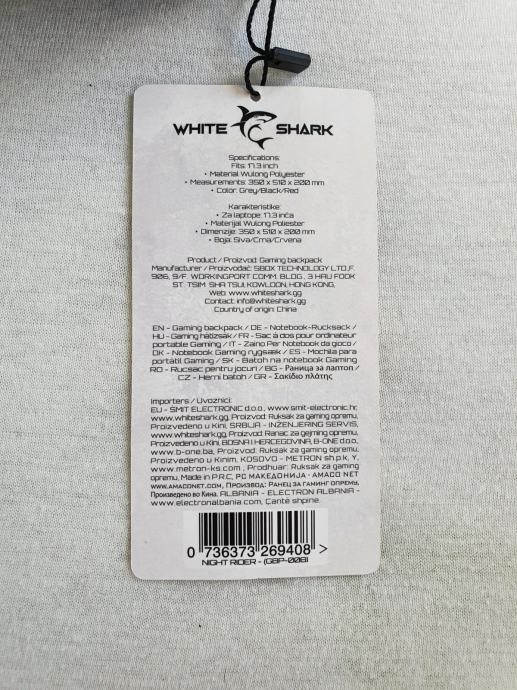 WHITE SHARK
Specifications:
Fits: 17.3 inch
• Material Wulong Polyester
• Measurements: 350 x 510 x 200 mm
• Color: Grey/Black/Red
Karakteristike:
• Za laptope: 17.3 inča
• Materijal Wulong Poliester
• Dimenzije: 350 x 510 x 200 mm
• Boja: Siva/Crna/Crvena
Product / Proizvod: Gaming backpack
Manufacturer / Proizvođač: SBOX TECHNOLOGY LTD,F.
906, 9/F. WORKINGPORT COMM. BLDG., 3 HAU FOOK
ST. TSIM. SHA TSUI, KOWLOON, HONG KONG,
Web: www.whiteshark.gg
Contact: info@whiteshark.gg
Country of origin: China
EN - Gaming backpack / DE - Notebook-Rucksack /
HU - Gaming hátizsák / FR - Sac à dos pour ordinateur
portable Gaming / IT - Zaino Per Notebook da gioco /
DK - Notebook Gaming rygsæk / ES - Mochila para
portátil Gaming / SK - Batoh na notebook Gaming
RO - Rucsac pentru jocuri / BG - Раница за лаптоп /
CZ - Herní batoh / GR - Σακίδιο πλάτης
Importers / Uvoznici:
EU - SMIT ELECTRONIC d.o.o., www.smit-electronic.hr,
www.whiteshark.gg, Proizvod: Ruksak za gaming opremu,
Proizvedeno u Kini, SRBIJA - INZENJERING SERVIS,
www.whiteshark.gg, Proizvod: Ranac za gejming opremu,
Proizvedeno u Kini, BOSNA I HERCEGOVINA, B-ONE d.o.o.
www.b-one.ba, Proizvod: Ruksak za gaming opremu,
Proizvedeno u Kinim, KOSOVO - METRON sh.p.k, Y.
www.metron-ks.com , Prodhuar: Ruksak za gaming
opremu, Made in P.R.C, РС МАКЕДОНИЈА - AMACO NET
www.amaconet.com, Производ: Ранец за гаминг опрему,
Произведено во Кина. ALBANIA - ELECTRON ALBANIA -
www.electronalbania.com, Çantë shpine.
0 736373 269408 >
NIGHT RIDER - (GBP-008)